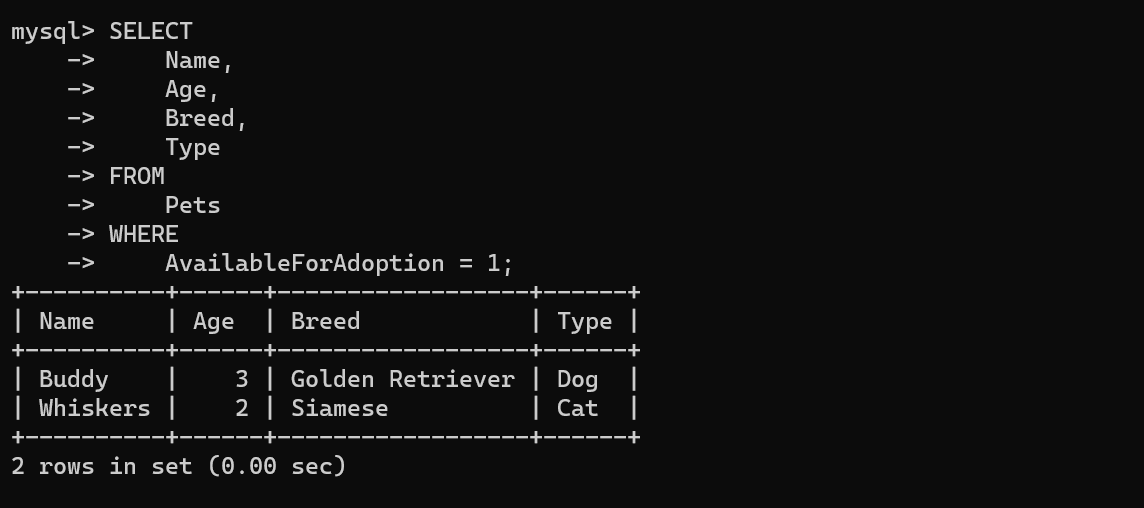 mysql> SELECT
    ->     Name,
    ->     Age,
    ->     Breed,
    ->     Type
    -> FROM
    ->     Pets
    -> WHERE
    ->     AvailableForAdoption = 1;
+----------+------+------------------+------+
| Name     | Age  | Breed            | Type |
+----------+------+------------------+------+
| Buddy    |    3 | Golden Retriever | Dog  |
| Whiskers |    2 | Siamese          | Cat  |
+----------+------+------------------+------+
2 rows in set (0.00 sec)